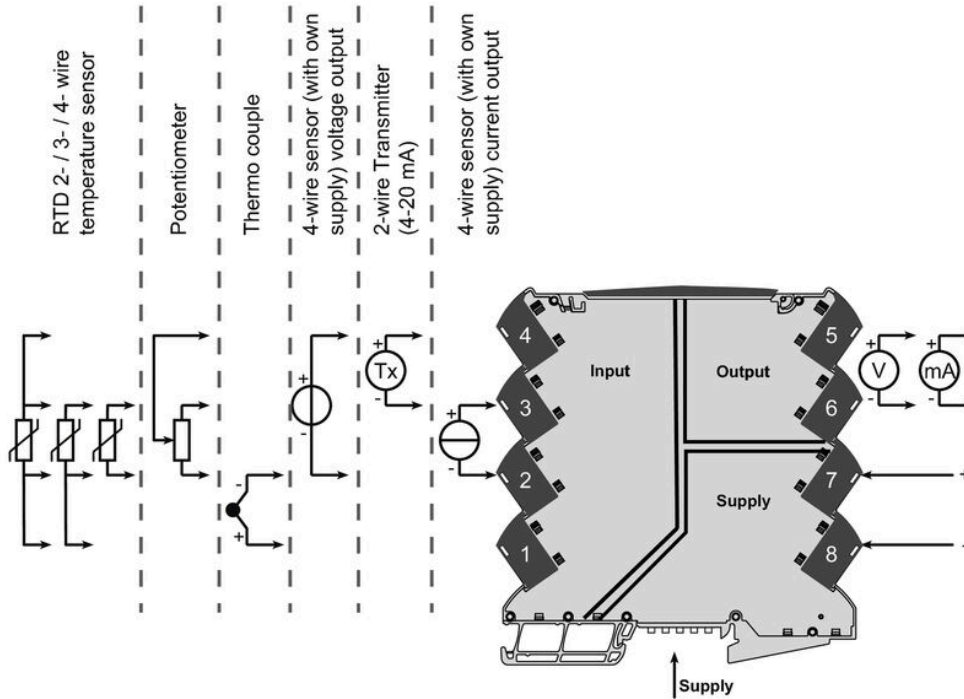 RTD 2- / 3- / 4- wire
temperature sensor
Potentiometer
Thermo couple
4-wire sensor (with own
supply) voltage output
2-wire Transmitter
(4-20 mA)
4-wire sensor (with own
supply) current output
4
3
2
1
Input
Output
Supply
5
6
7
8
+
-
Tx
+
-
+
-
-
+
+
-
+
V
-
+
mA
-
Supply